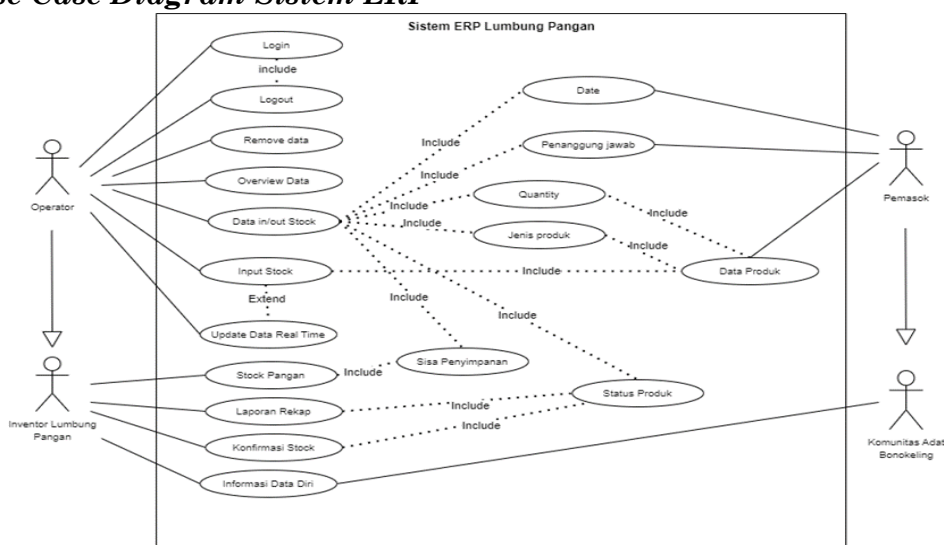 se Case Diagram Sistem ERP
Sistem ERP Lumbung Pangan
Login
include
Logout
Remove data
Overview Data
Data in/out Stock
Input Stock
Extend
Update Data Real Time
Stock Pangan
Laporan Rekap
Konfirmasi Stock
Informasi Data Diri
Include
Include
Include
Include
Include
Include
Include
Include
Include
Include
Include
Include
Date
Penanggung jawab
Quantity
Jenis produk
Data Produk
Sisa Penyimpanan
Status Produk
Operator
Inventor Lumbung
Pangan
Pemasok
Komunitas Adat
Bonokeling